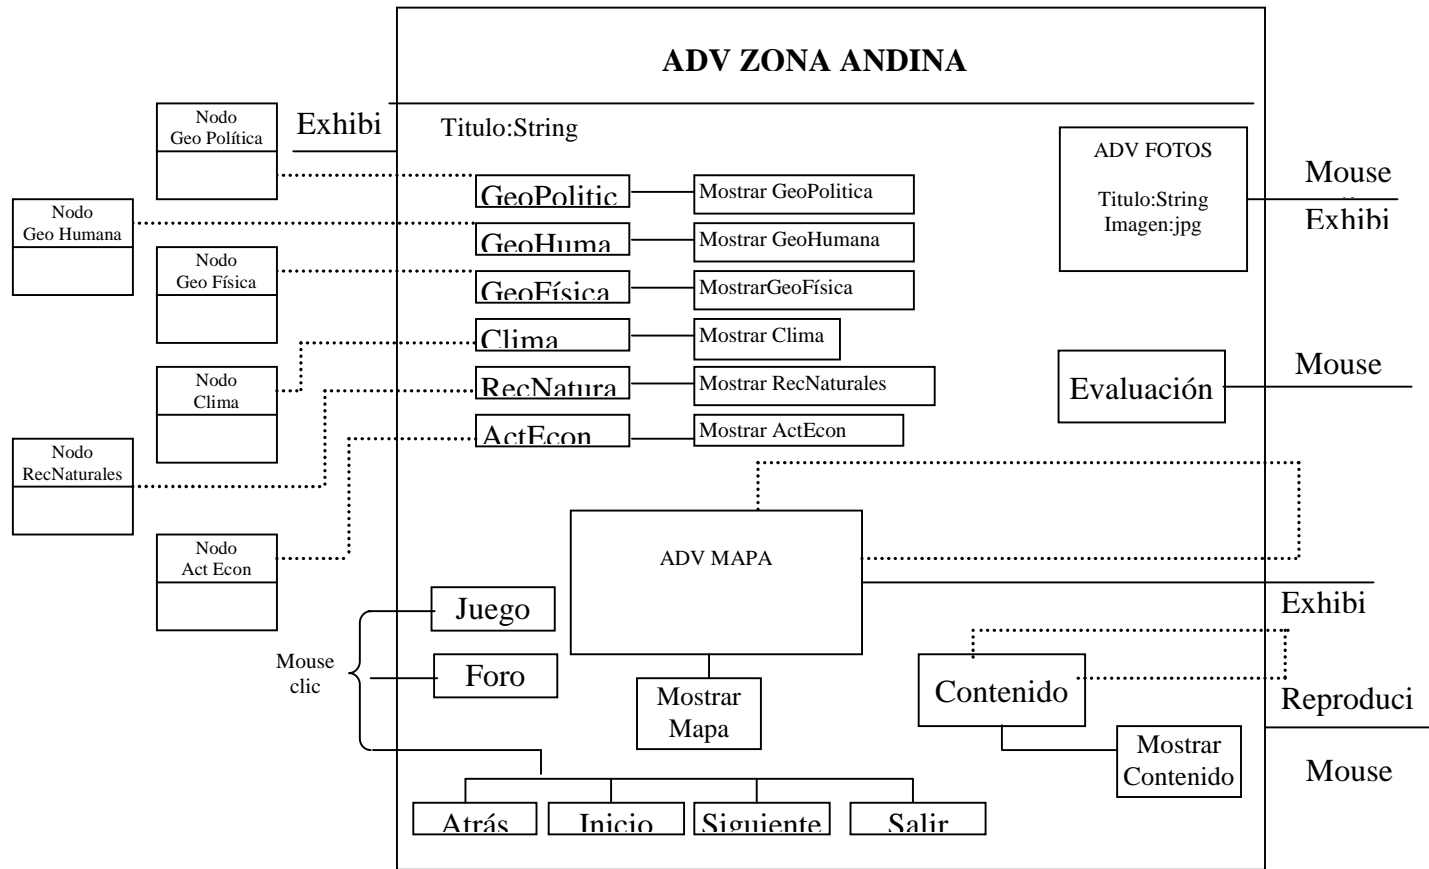 ADV ZONA ANDINA
Nodo
Geo Política
Exhibi
Titulo:String
ADV FOTOS
Titulo:String
Imagen:jpg
Mouse
Exhibi
GeoPolitic
Mostrar GeoPolitica
Nodo
Geo Humana
GeoHuma
Mostrar GeoHumana
Nodo
Geo Física
GeoFísica
MostrarGeoFísica
Clima
Mostrar Clima
Nodo
Clima
RecNatura
Mostrar RecNaturales
Evaluación
Mouse
ActEcon
Mostrar ActEcon
Nodo
RecNaturales
Nodo
Act Econ
ADV MAPA
Exhibi
Juego
Mouse
clic
Foro
Mostrar
Mapa
Contenido
Reproduci
Mostrar
Contenido
Mouse
Atrás
Inicio
Siguiente
Salir